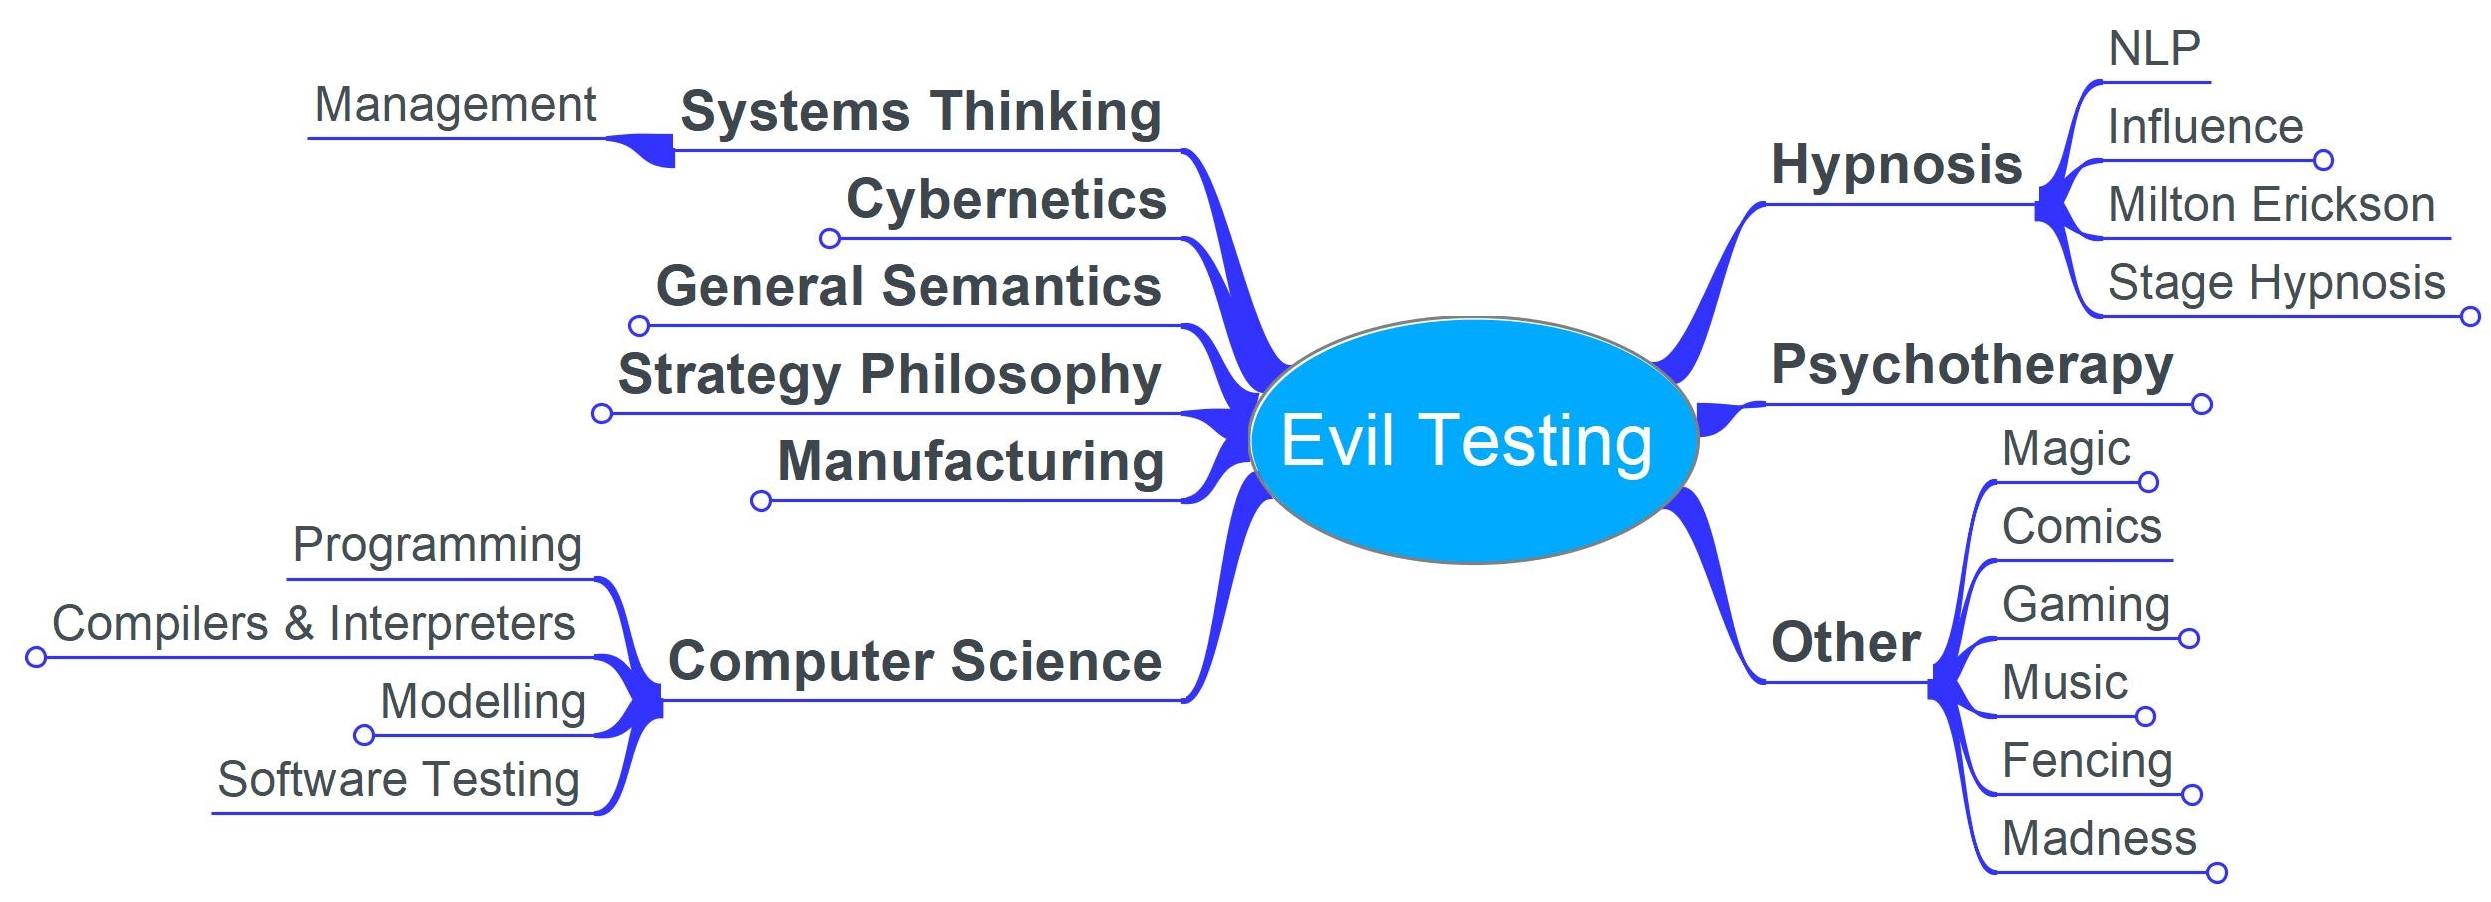 Evil Testing
Systems Thinking
Management
Cybernetics
General Semantics
Strategy Philosophy
Manufacturing
Computer Science
Programming
Compilers & Interpreters
Modelling
Software Testing
Hypnosis
NLP
Influence
Milton Erickson
Stage Hypnosis
Psychotherapy
Other
Magic
Comics
Gaming
Music
Fencing
Madness